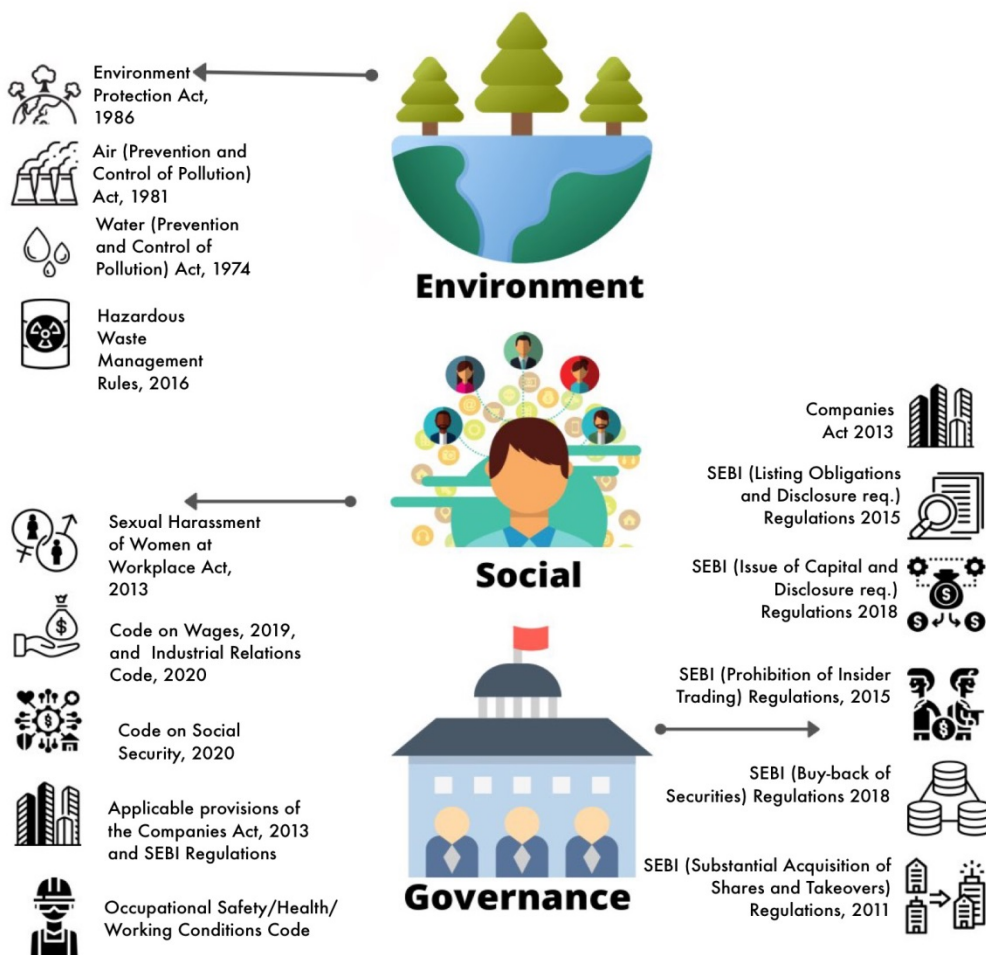 Environment
Protection Act,
1986
Air (Prevention and
Control of Pollution)
Act, 1981
Water (Prevention
and Control of
Pollution) Act, 1974
Hazardous
Waste
Management
Rules, 2016
Environment
Sexual Harassment
of Women at
Workplace Act,
2013
Code on Wages, 2019,
and Industrial Relations
Code, 2020
Code on Social
Security, 2020
Applicable provisions of
the Companies Act, 2013
and SEBI Regulations
Occupational Safety/Health/
Working Conditions Code
Social
Governance
Companies
Act 2013
SEBI (Listing Obligations
and Disclosure req.)
Regulations 2015
SEBI (Issue of Capital and
Disclosure req.)
Regulations 2018
SEBI (Prohibition of Insider
Trading) Regulations, 2015
SEBI (Buy-back of
Securities) Regulations 2018
SEBI (Substantial Acquisition of
Shares and Takeovers)
Regulations, 2011